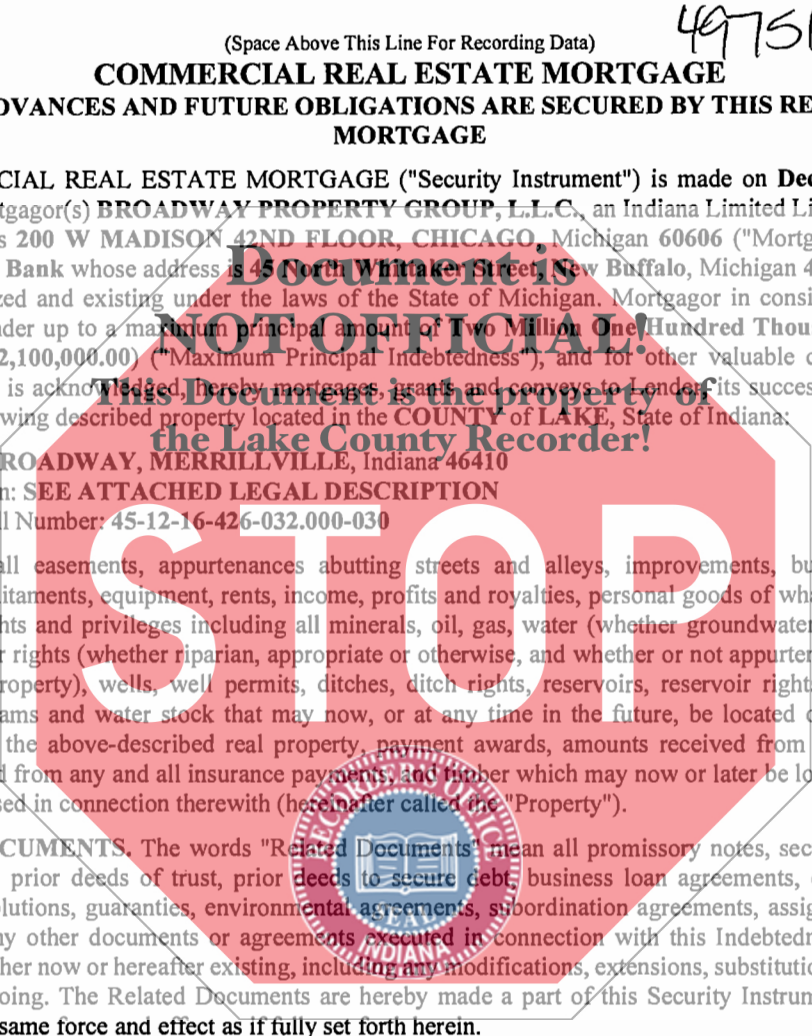 4975
(Space Above This Line For Recording Data)
COMMERCIAL REAL ESTATE MORTGAGE
OVANCES AND FUTURE OBLIGATIONS ARE SECURED BY THIS RE
MORTGAGE
CIAL REAL ESTATE MORTGAGE ("Security Instrument") is made on Dec
tgagor(s) BROADWAY PROPERTY GROUP, L.L.C., an Indiana Limited Li
s 200 W MADISON 42ND FLOOR, CHICAGO, Michigan 60606 ("Mortg
Bank whose address is 45 North Whittaker Street, New Buffalo, Michigan 4
Document is
zed and existing under the laws of the State of Michigan. Mortgagor in consi
nder up to a maximum principal amount of Two Million One Hundred Thou
NOT OFFICIAL!
2,100,000.00) ("Maximum Principal Indebtedness"), and for other valuable c
is acknowledged, hereby mortgages, grants and conveys to Lender, its succes
This Document is the property of
wing described property located in the COUNTY of LAKE, State of Indiana:
the Lake County Recorder!
ROADWAY, MERRILLVILLE, Indiana 46410
n: SEE ATTACHED LEGAL DESCRIPTION
l Number: 45-12-16-426-032.000-030
STOP
all easements, appurtenances abutting streets and alleys, improvements, bu
litaments, equipment, rents, income, profits and royalties, personal goods of wh
hts and privileges including all minerals, oil, gas, water (whether groundwater
r rights (whether riparian, appropriate or otherwise, and whether or not appurten
roperty), wells, well permits, ditches, ditch rights, reservoirs, reservoir right
ams and water stock that may now, or at any time in the future, be located o
the above-described real property, payment awards, amounts received from
d from any and all insurance payments, and timber which may now or later be lo
sed in connection therewith (hereinafter called the "Property").
RECORDER'S OFFICE
SEAL
INDIANA
CUMENTS. The words "Related Documents" mean all promissory notes, sec
prior deeds of trust, prior deeds to secure debt, business loan agreements,
lutions, guaranties, environmental agreements, subordination agreements, assig
ny other documents or agreements executed in connection with this Indebtedn
her now or hereafter existing, including any modifications, extensions, substituti
oing. The Related Documents are hereby made a part of this Security Instrum
same force and effect as if fully set forth herein.